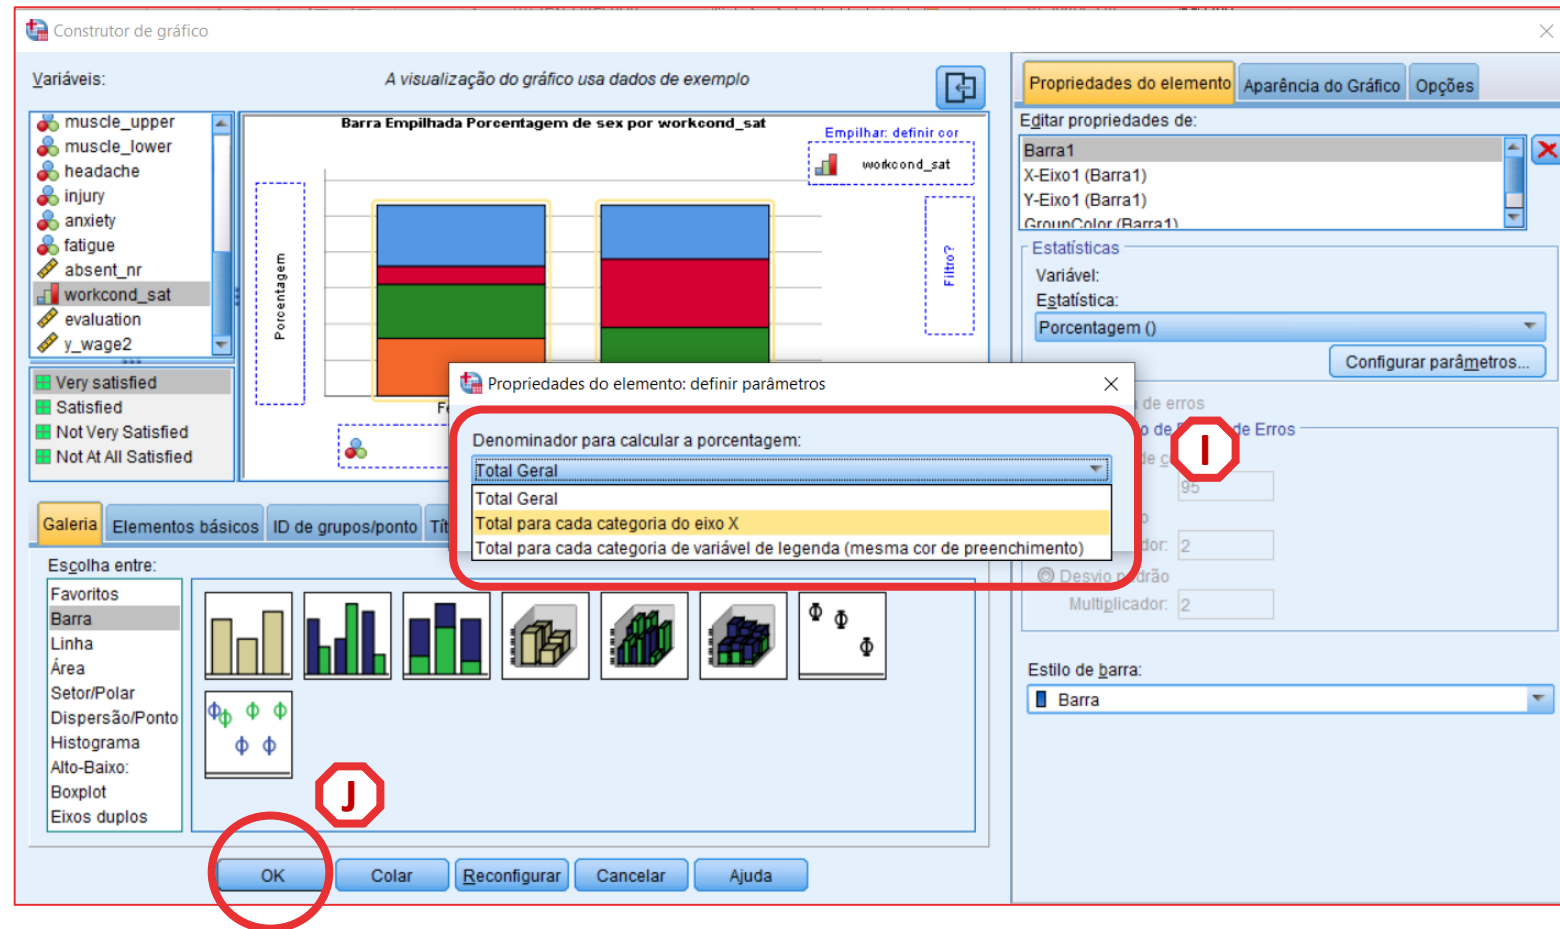 Construtor de gráfico
Variáveis:
A visualização do gráfico usa dados de exemplo
muscle_upper
muscle_lower
headache
injury
anxiety
fatigue
absent_nr
workcond_sat
evaluation
y_wage2
Very satisfied
Satisfied
Not Very Satisfied
Not At All Satisfied
Barra Empilhada Porcentagem de sex por workcond_sat
Empilhar: definir cor
workcond_sat
Filtro?
Porcentagem
Propriedades do elemento
Aparência do Gráfico
Opções
Editar propriedades de:
Barra1
X-Eixo1 (Barra1)
Y-Eixo1 (Barra1)
GroupColor (Barra1)
Estatísticas
Variável:
Estatística:
Porcentagem ()
Configurar parâmetros...
de erros
de Erros
95
2
Desvio padrão
Multiplicador: 2
Estilo de barra:
Barra
Propriedades do elemento: definir parâmetros
Denominador para calcular a porcentagem:
Total Geral
Total Geral
Total para cada categoria do eixo X
Total para cada categoria de variável de legenda (mesma cor de preenchimento)
I
Galeria
Elementos básicos
ID de grupos/ponto
Escolha entre:
Favoritos
Barra
Linha
Área
Setor/Polar
Dispersão/Ponto
Histograma
Alto-Baixo:
Boxplot
Eixos duplos
J
OK
Colar
Reconfigurar
Cancelar
Ajuda